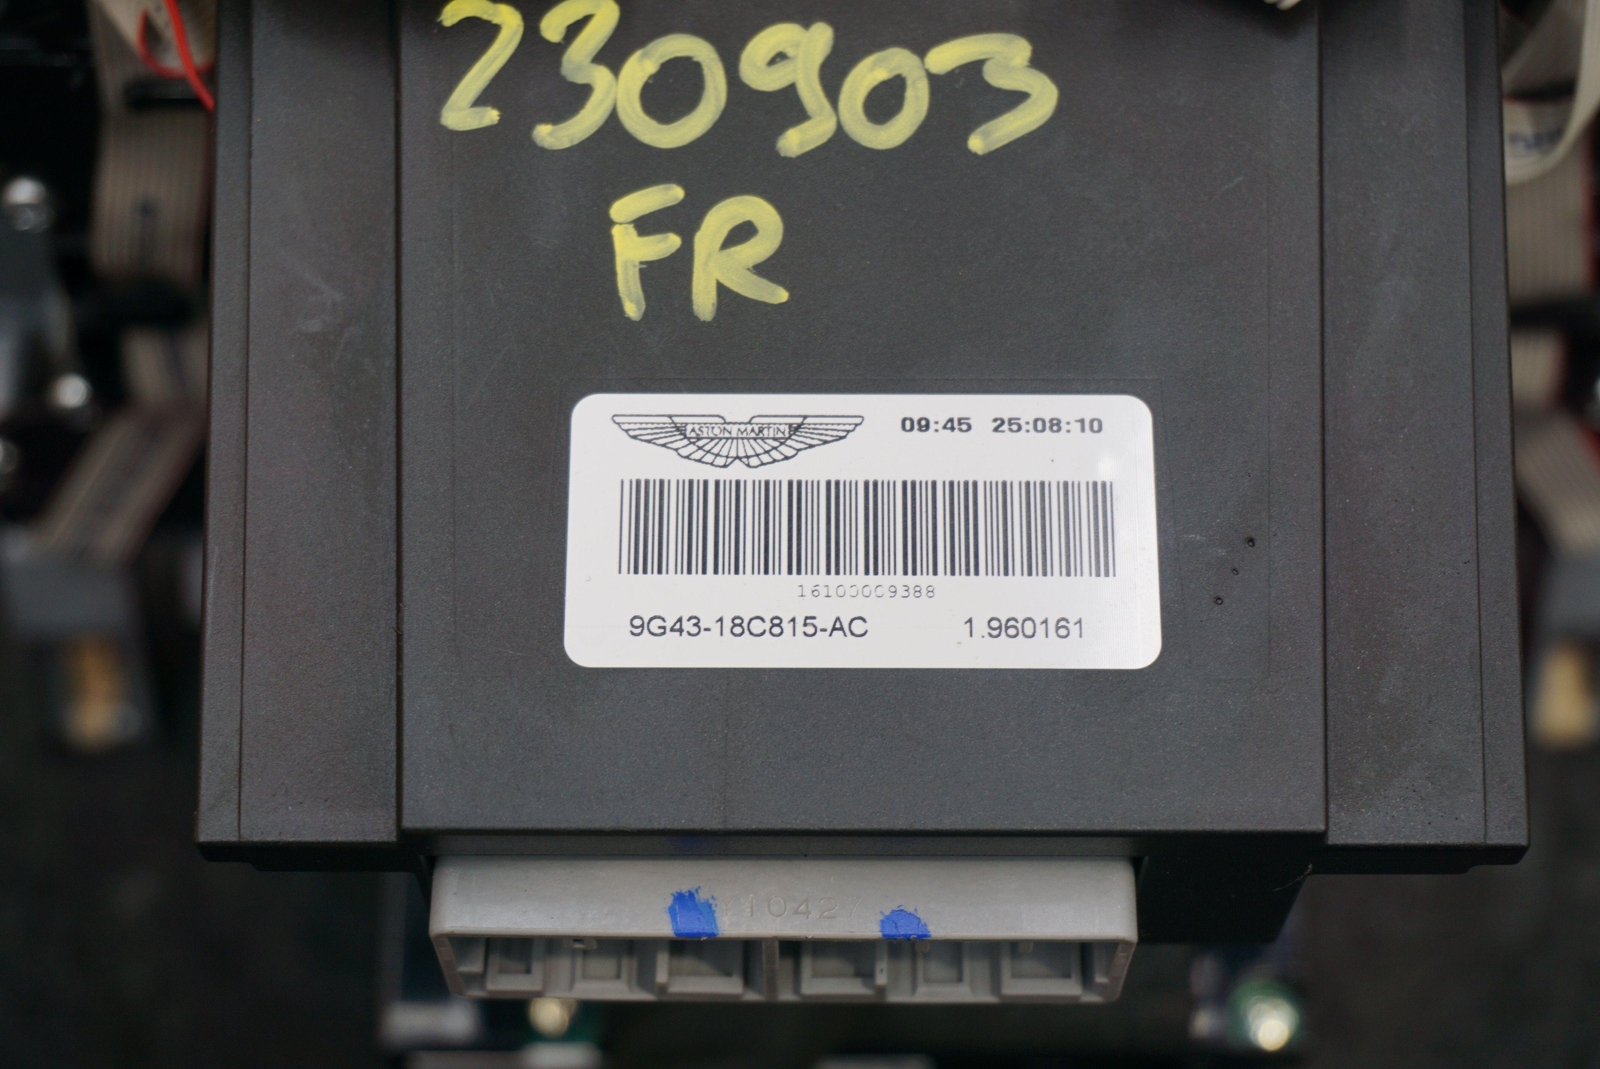 230903
FR
ASTON MARTIN
09:45 25:08:10
16100009388
9G43-18C815-AC 1.960161